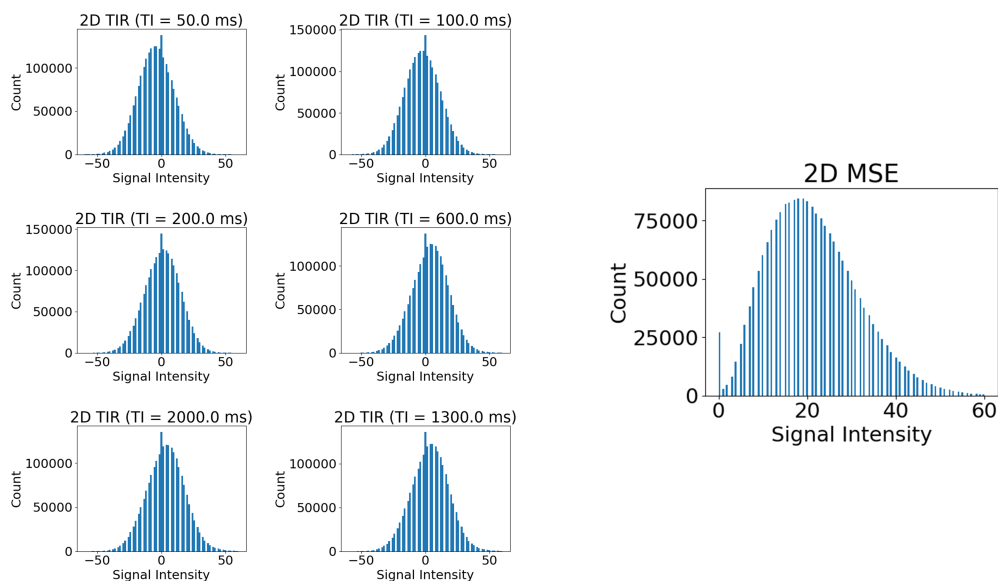 2D TIR (TI = 50.0 ms)
100000
50000
0
Count
−50 0 50
Signal Intensity
2D TIR (TI = 100.0 ms)
150000
100000
50000
0
Count
−50 0 50
Signal Intensity
2D TIR (TI = 200.0 ms)
150000
100000
50000
0
Count
−50 0 50
Signal Intensity
2D TIR (TI = 600.0 ms)
100000
50000
0
Count
−50 0 50
Signal Intensity
2D TIR (TI = 2000.0 ms)
100000
50000
0
Count
−50 0 50
Signal Intensity
2D TIR (TI = 1300.0 ms)
100000
50000
0
Count
−50 0 50
Signal Intensity
2D MSE
75000
50000
25000
0
Count
0 20 40 60
Signal Intensity